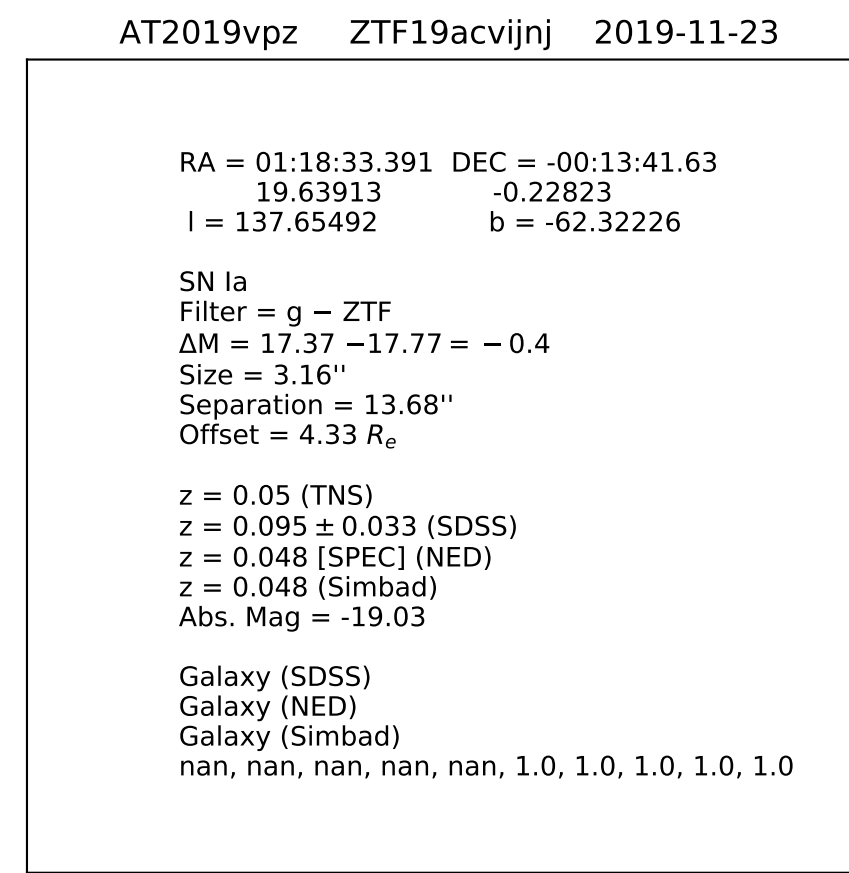 AT2019vpz ZTF19acvijnj 2019-11-23
RA = 01:18:33.391 DEC = -00:13:41.63
19.63913 -0.22823
l = 137.65492 b = -62.32226
SN Ia
Filter = g − ZTF
ΔM = 17.37 −17.77 = − 0.4
Size = 3.16''
Separation = 13.68''
Offset = 4.33 Rₑ
z = 0.05 (TNS)
z = 0.095 ± 0.033 (SDSS)
z = 0.048 [SPEC] (NED)
z = 0.048 (Simbad)
Abs. Mag = -19.03
Galaxy (SDSS)
Galaxy (NED)
Galaxy (Simbad)
nan, nan, nan, nan, nan, 1.0, 1.0, 1.0, 1.0, 1.0